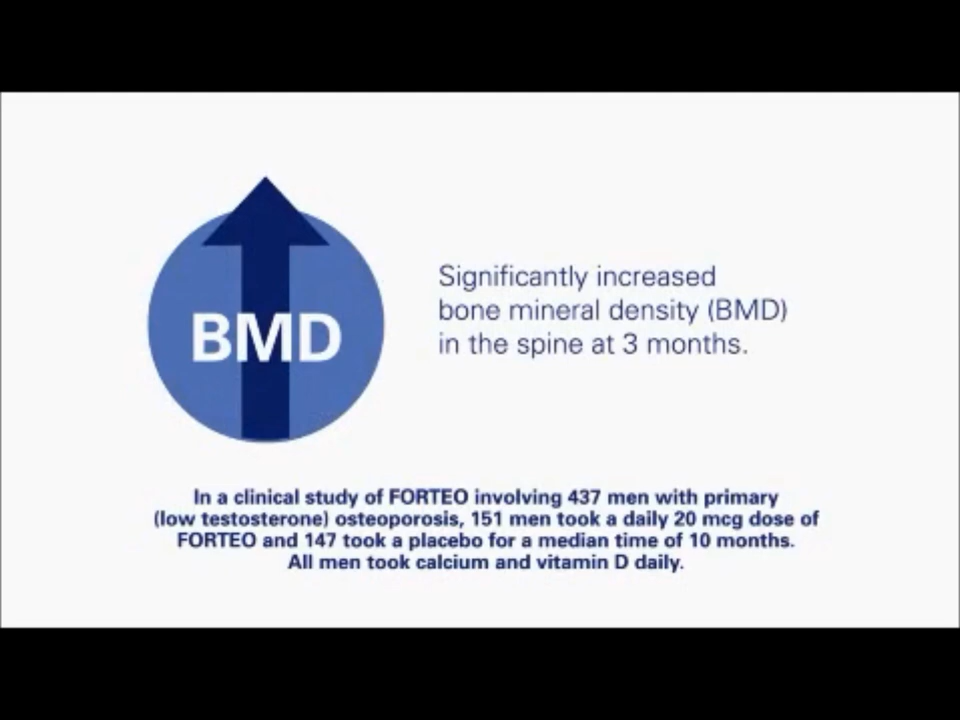 BMD
Significantly increased
bone mineral density (BMD)
in the spine at 3 months.
In a clinical study of FORTEO involving 437 men with primary
(low testosterone) osteoporosis, 151 men took a daily 20 mcg dose of
FORTEO and 147 took a placebo for a median time of 10 months.
All men took calcium and vitamin D daily.